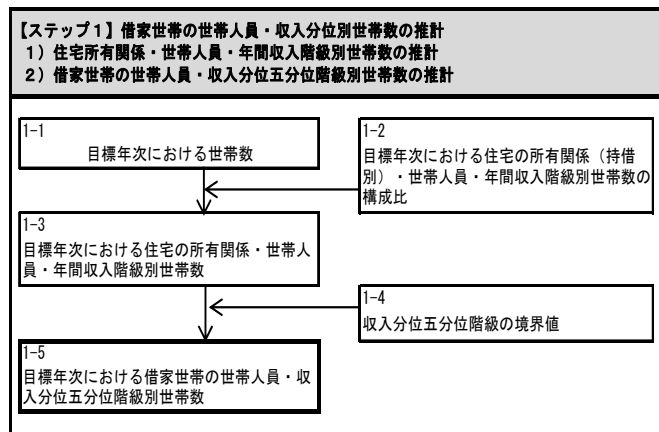 【ステップ1】借家世帯の世帯人員・収入分位別世帯数の推計
1）住宅所有関係・世帯人員・年間収入階級別世帯数の推計
2）借家世帯の世帯人員・収入分位五分位階級別世帯数の推計
1-1
目標年次における世帯数
1-2
目標年次における住宅の所有関係（持借
別）・世帯人員・年間収入階級別世帯数の
構成比
1-3
目標年次における住宅の所有関係・世帯人
員・年間収入階級別世帯数
1-4
収入分位五分位階級の境界値
1-5
目標年次における借家世帯の世帯人員・収
入分位五分位階級別世帯数